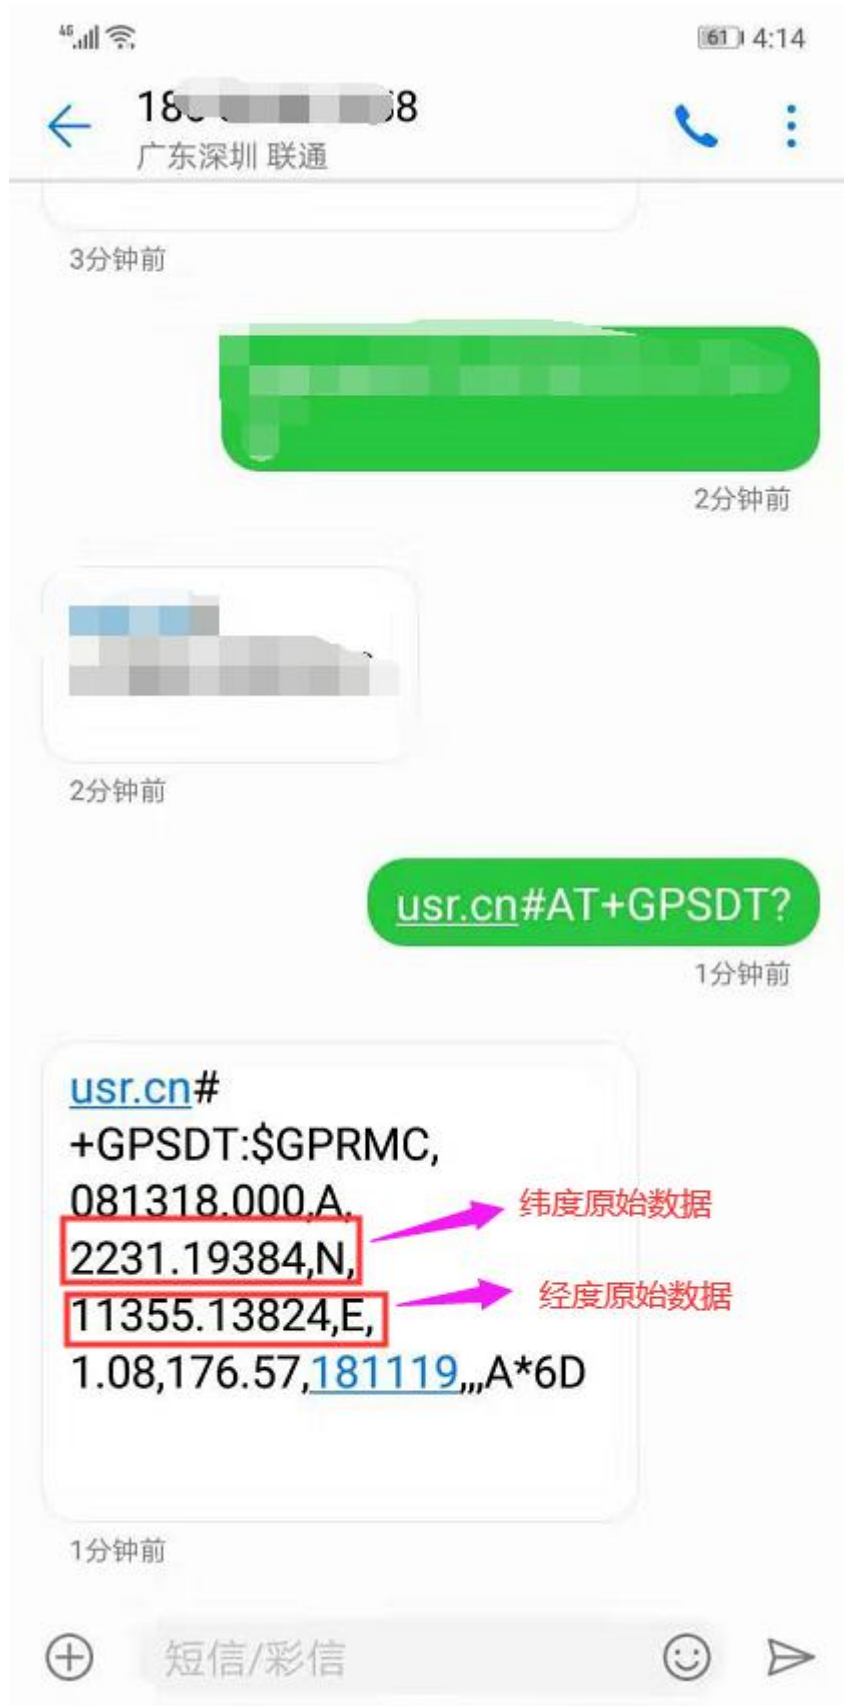 4G
61 4:14
18 8
广东深圳 联通
3分钟前
2分钟前
2分钟前
usr.cn#AT+GPSDT?
1分钟前
usr.cn#
+GPSDT:$GPRMC,
081318.000,A,
纬度原始数据
2231.19384,N,
经度原始数据
11355.13824,E,
1.08,176.57,181119,,,A*6D
1分钟前
短信/彩信